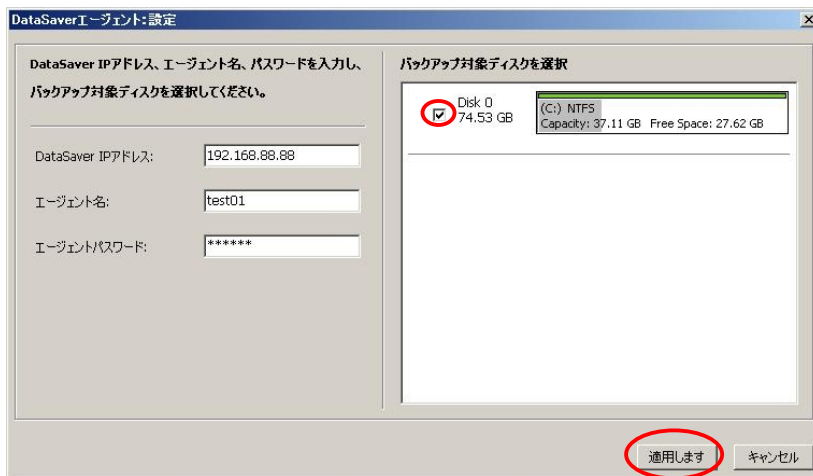 DataSaverエージェント:設定
DataSaver IPアドレス、エージェント名、パスワードを入力し、
バックアップ対象ディスクを選択してください。
DataSaver IPアドレス:
192.168.88.88
エージェント名:
test01
エージェントパスワード:
******
バックアップ対象ディスクを選択
Disk 0
74.53 GB
(C:) NTFS
Capacity: 37.11 GB Free Space: 27.62 GB
適用します
キャンセル